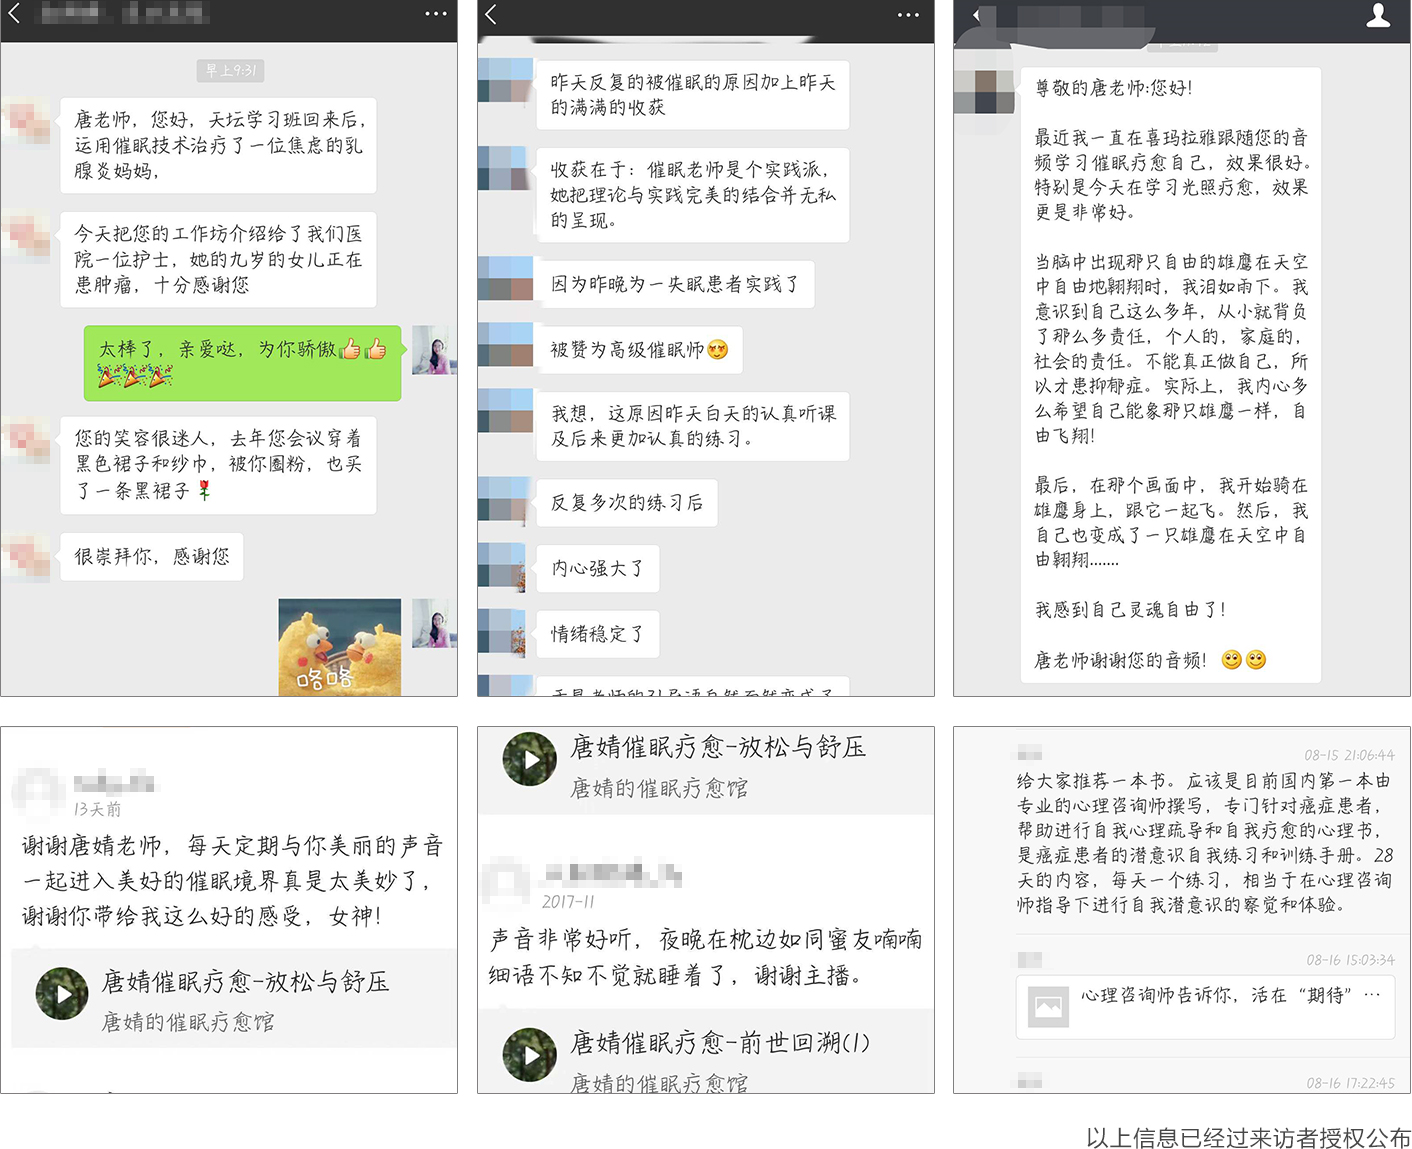 早上9:31
唐老师，您好，天坛学习班回来后，
运用催眠技术治疗了一位焦虑的乳
腺炎妈妈，
今天把您的工作坊介绍给了我们医
院一位护士，她的九岁的女儿正在
患肿瘤，十分感谢您
太棒了，亲爱哒，为你骄傲👍👍
🎉🎉🎉
您的笑容很迷人，去年您会议穿着
黑色裙子和纱巾，被你圈粉，也买
了一条黑裙子🌹
很崇拜你，感谢您
咯咯
昨天反复的被催眠的原因加上昨天
的满满的收获
收获在于：催眠老师是个实践派，
她把理论与实践完美的结合并无私
的呈现。
因为昨晚为一失眠患者实践了
被赞为高级催眠师😍
我想，这原因昨天白天的认真听课
及后来更加认真的练习。
反复多次的练习后
内心强大了
情绪稳定了
尊敬的唐老师:您好!
最近我一直在喜玛拉雅跟随您的音
频学习催眠疗愈自己，效果很好。
特别是今天在学习光照疗愈，效果
更是非常好。
当脑中出现那只自由的雄鹰在天空
中自由地翱翔时，我泪如雨下。我
意识到自己这么多年，从小就背负
了那么多责任，个人的，家庭的，
社会的责任。不能真正做自己，所
以才患抑郁症。实际上，我内心多
么希望自己能象那只雄鹰一样，自
由飞翔!
最后，在那个画面中，我开始骑在
雄鹰身上，跟它一起飞。然后，我
自己也变成了一只雄鹰在天空中自
由翱翔.......
我感到自己灵魂自由了!
唐老师谢谢您的音频! 🙂🙂
13天前
谢谢唐婧老师，每天定期与你美丽的声音
一起进入美好的催眠境界真是太美妙了，
谢谢你带给我这么好的感受，女神!
唐婧催眠疗愈-放松与舒压
唐婧的催眠疗愈馆
唐婧催眠疗愈-放松与舒压
唐婧的催眠疗愈馆
2017-11
声音非常好听，夜晚在枕边如同蜜友喃喃
细语不知不觉就睡着了，谢谢主播。
唐婧催眠疗愈-前世回溯(1)
唐婧的催眠疗愈馆
08-15 21:06:44
给大家推荐一本书。应该是目前国内第一本由
专业的心理咨询师撰写，专门针对癌症患者，
帮助进行自我心理疏导和自我疗愈的心理书，
是癌症患者的潜意识自我练习和训练手册。28
天的内容，每天一个练习，相当于在心理咨询
师指导下进行自我潜意识的察觉和体验。
08-16 15:03:34
心理咨询师告诉你，活在“期待”…
08-16 17:22:45
以上信息已经过来访者授权公布